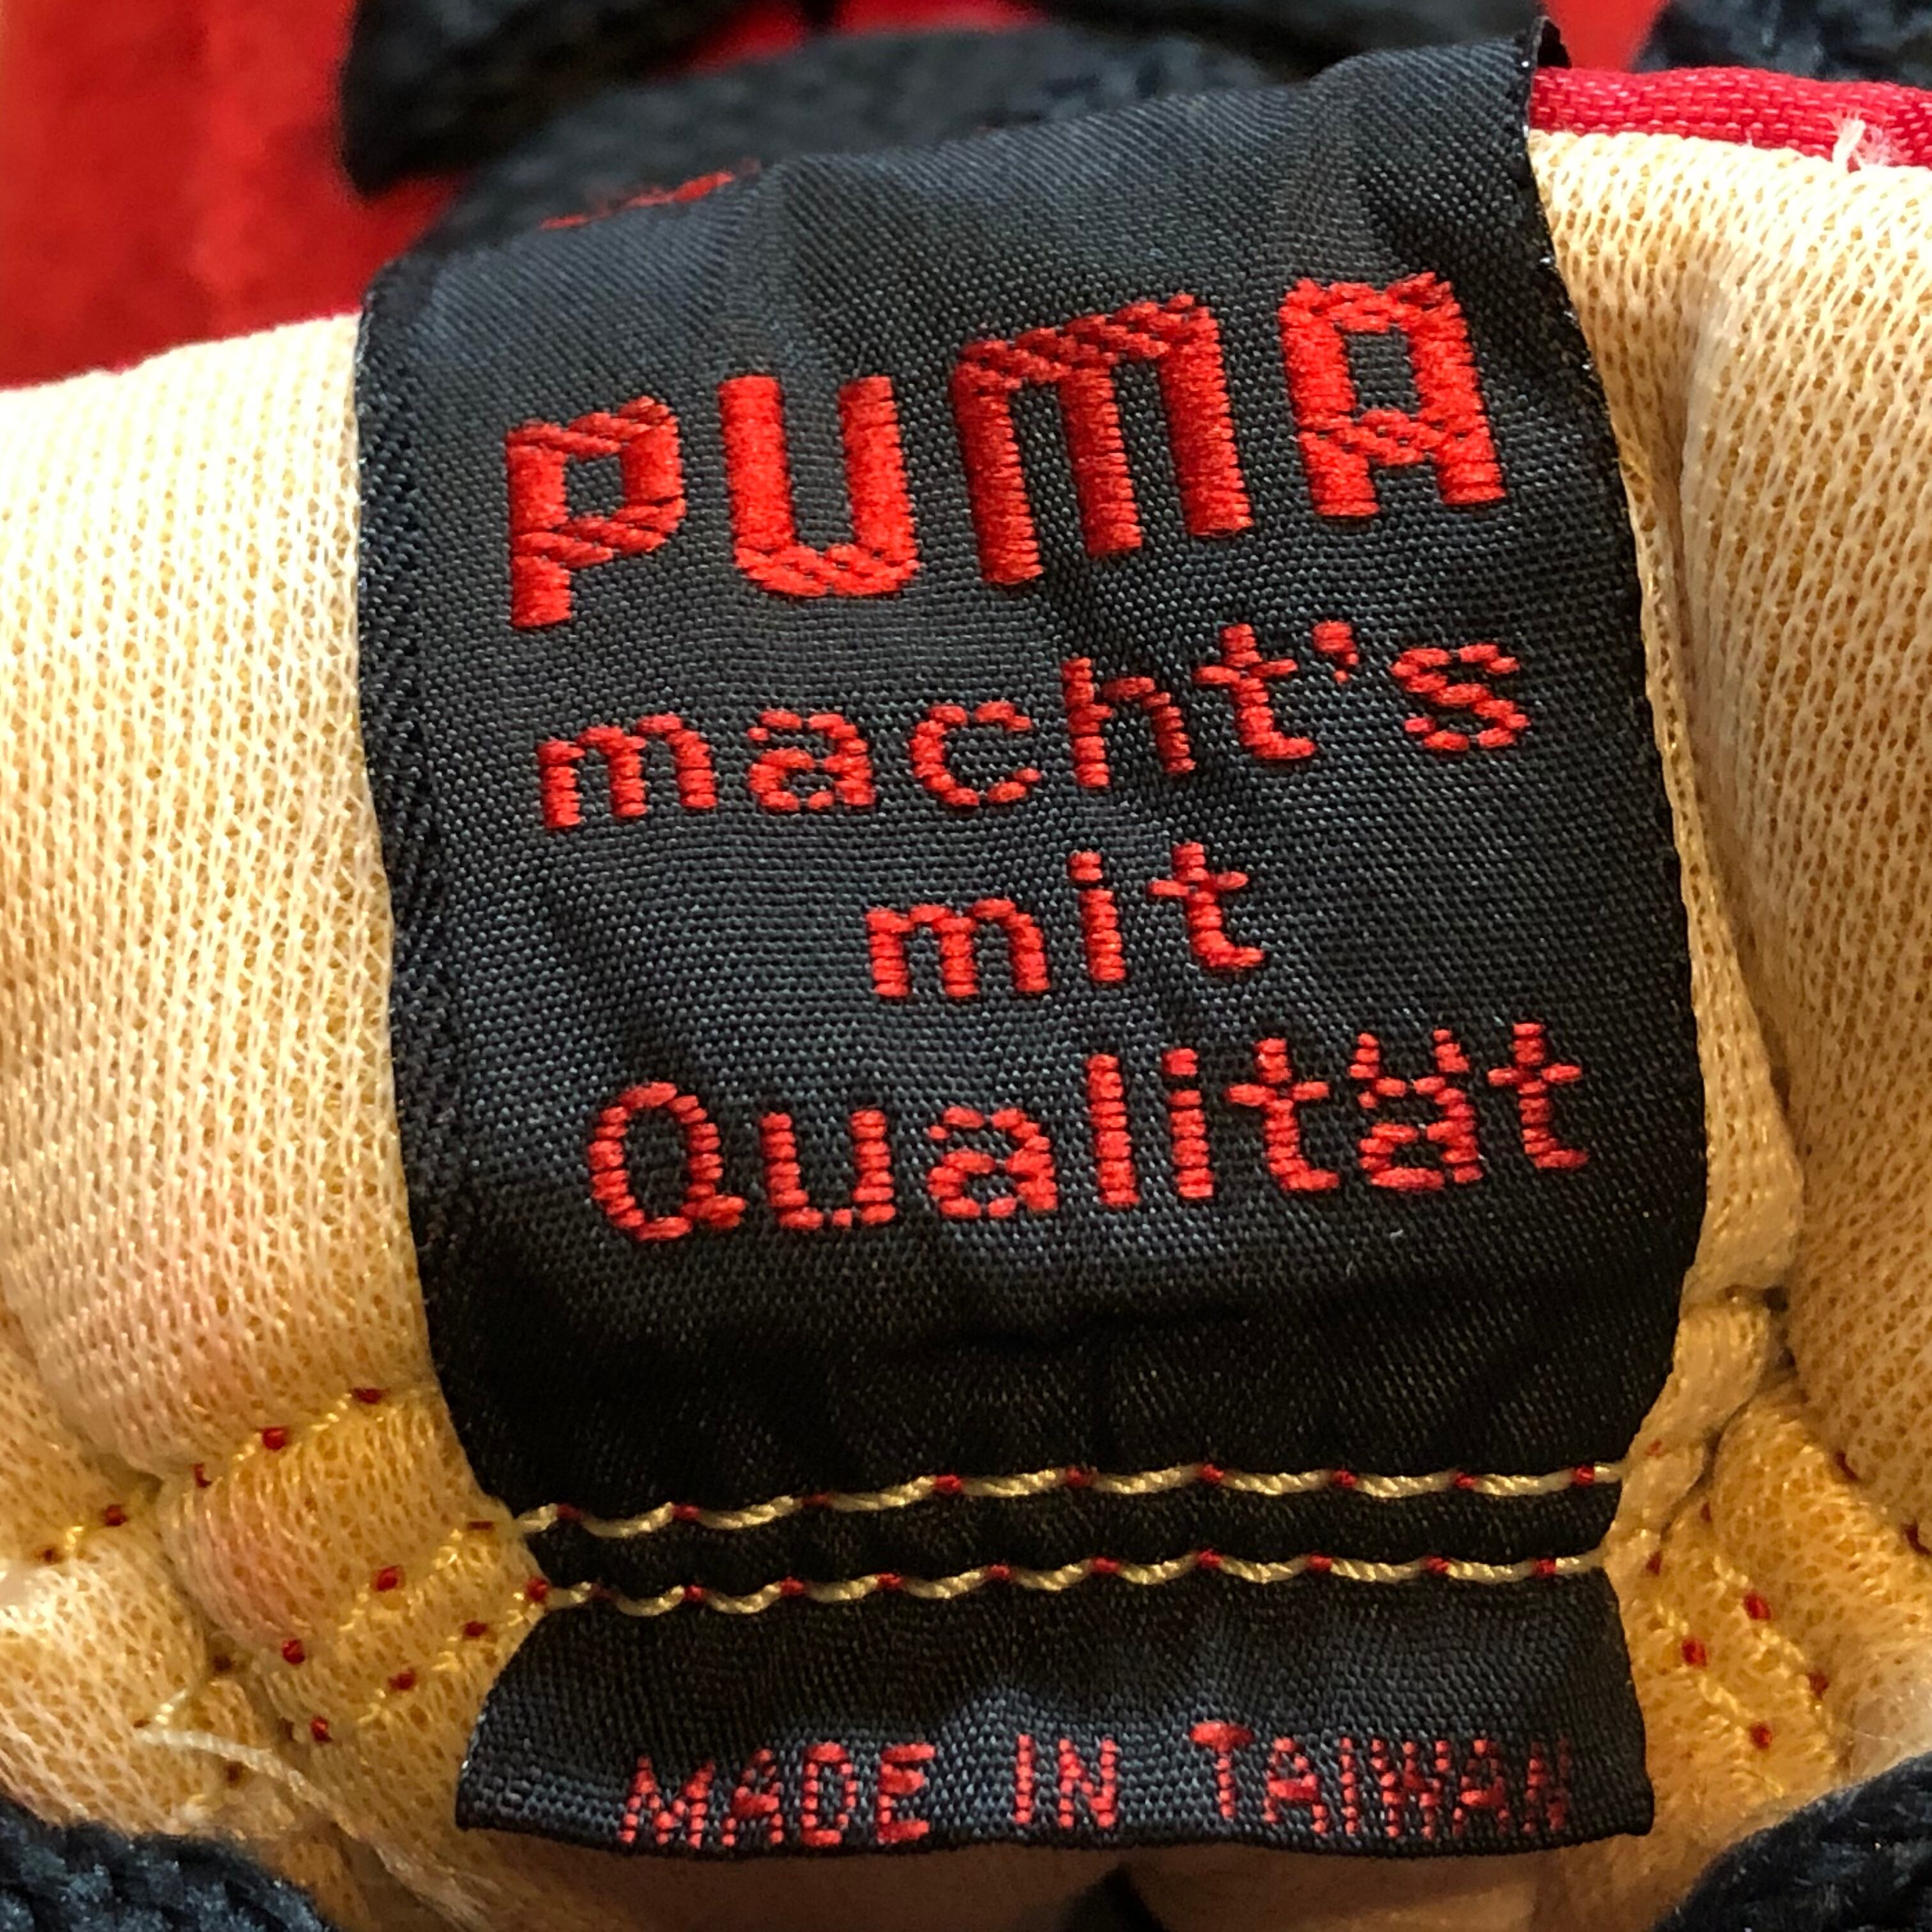 PUMA
macht's
mit
Qualität
MADE IN TAIWAN